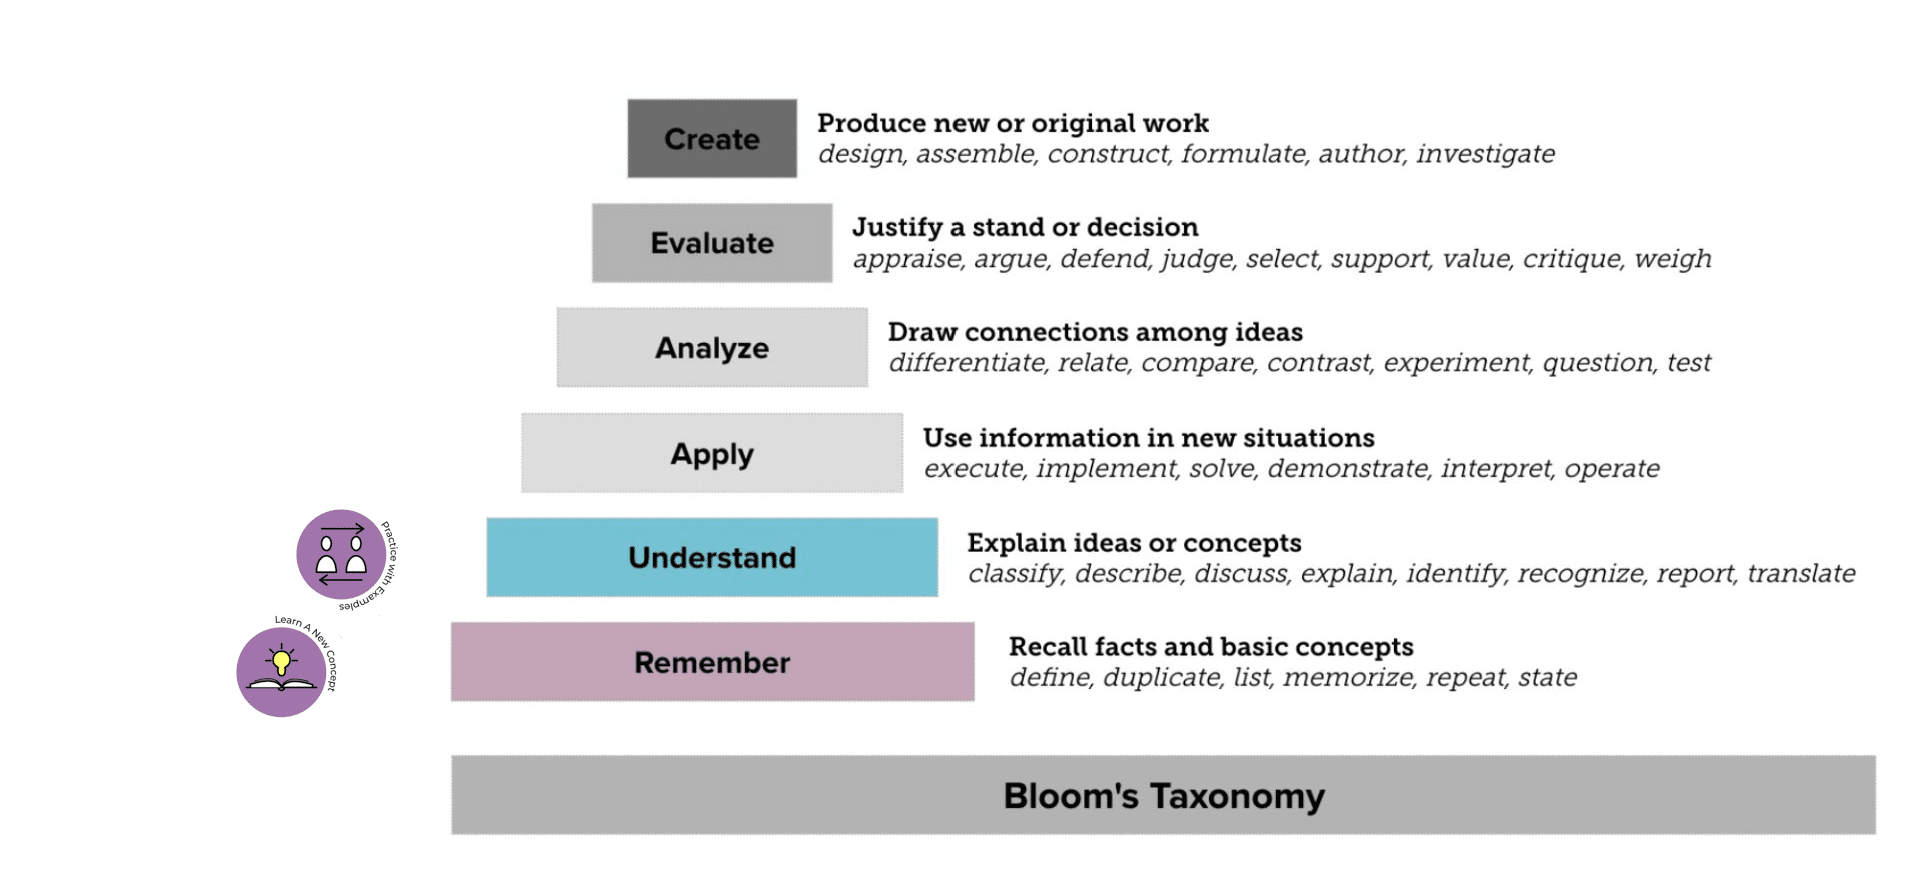 Create
Produce new or original work
design, assemble, construct, formulate, author, investigate
Evaluate
Justify a stand or decision
appraise, argue, defend, judge, select, support, value, critique, weigh
Analyze
Draw connections among ideas
differentiate, relate, compare, contrast, experiment, question, test
Apply
Use information in new situations
execute, implement, solve, demonstrate, interpret, operate
Practice with Examples
Understand
Explain ideas or concepts
classify, describe, discuss, explain, identify, recognize, report, translate
Learn A New Concept
Remember
Recall facts and basic concepts
define, duplicate, list, memorize, repeat, state
Bloom's Taxonomy